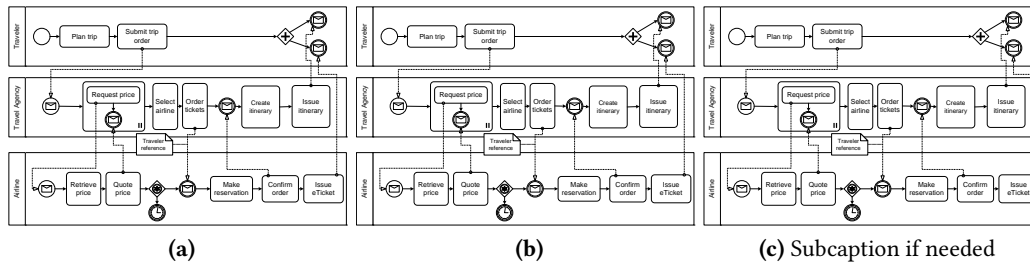 Traveler
Plan trip
Submit trip
order
Travel Agency
Request price
Select
airline
Order
tickets
Create
itinerary
Issue
itinerary
Traveler
reference
Airline
Retrieve
price
Quote
price
Make
reservation
Confirm
order
Issue
eTicket
(a)
Traveler
Plan trip
Submit trip
order
Travel Agency
Request price
Select
airline
Order
tickets
Create
itinerary
Issue
itinerary
Traveler
reference
Airline
Retrieve
price
Quote
price
Make
reservation
Confirm
order
Issue
eTicket
(b)
Traveler
Plan trip
Submit trip
order
Travel Agency
Request price
Select
airline
Order
tickets
Create
itinerary
Issue
itinerary
Traveler
reference
Airline
Retrieve
price
Quote
price
Make
reservation
Confirm
order
Issue
eTicket
(c) Subcaption if needed